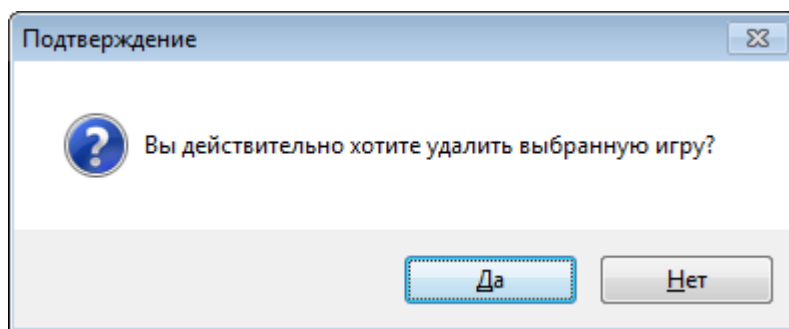 Подтверждение
Вы действительно хотите удалить выбранную игру?
Да
Нет